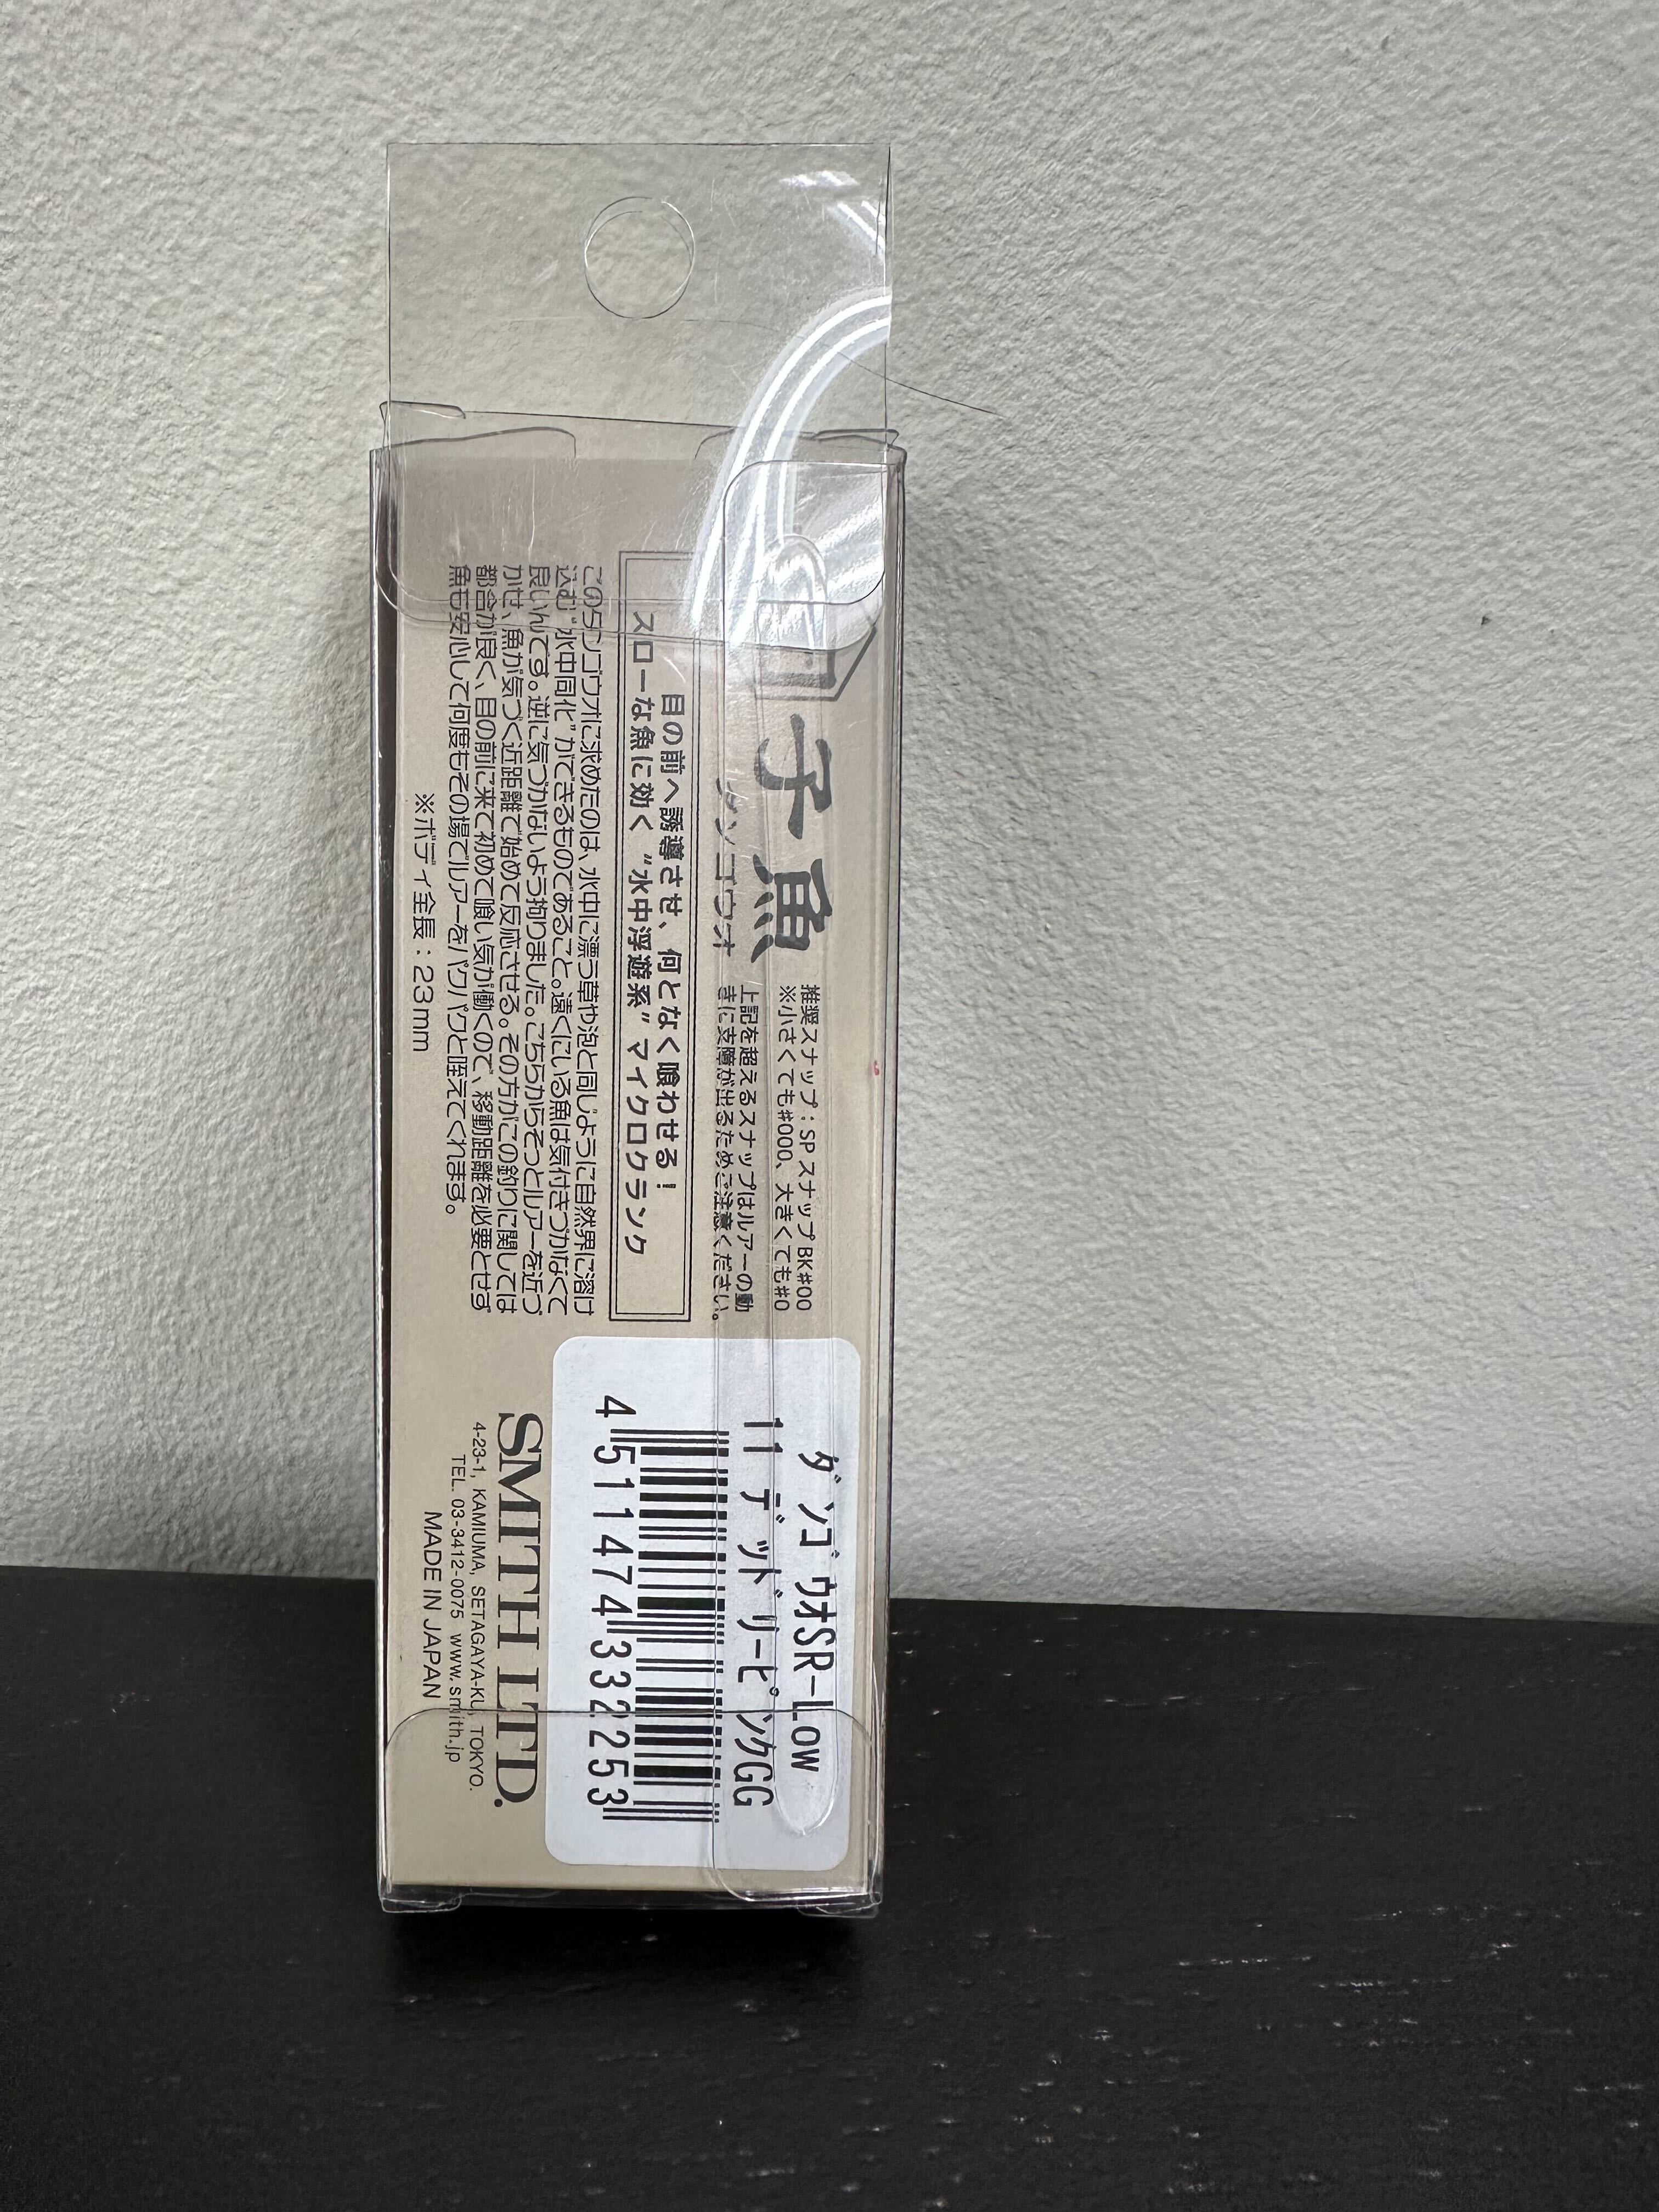 子魚
ダンゴウオ
推奨スナップ：SP スナップ BK#00
※小さくても#000、大きくても#0
上記を超えるスナップはルアーの動
きに支障が出るためご注意ください。
目の前へ誘導させ、何となく喰わせる！
スローな魚に効く “水中浮遊系” マイクロクランク
このダンゴウオに求めたのは、水中に漂う草や泡と同じように自然界に溶け
込む“水中同化”ができるものであること。遠くにいる魚は気付きづかなくて
良いんです。逆に気づかないよう拘りました。こちらからそっとルアーを近づ
かせ、魚が気づく近距離で始めて反応させる。その方がこの釣りに関しては
都合が良く、目の前に来て初めて喰い気が働くので、移動距離を必要とせず
魚も安心して何度もその場でルアーをパクパクと咥えてくれます。
※ボディ全長：23mm
ﾀﾞﾝｺﾞｳｵSR-Low
11 ﾃﾞｯﾄﾞﾘｰﾋﾟﾝｸGG
4 511474 332253
SMITH LTD.
4-23-1, KAMIUMA, SETAGAYA-KU, TOKYO.
TEL. 03-3412-0075 www.smith.jp
MADE IN JAPAN